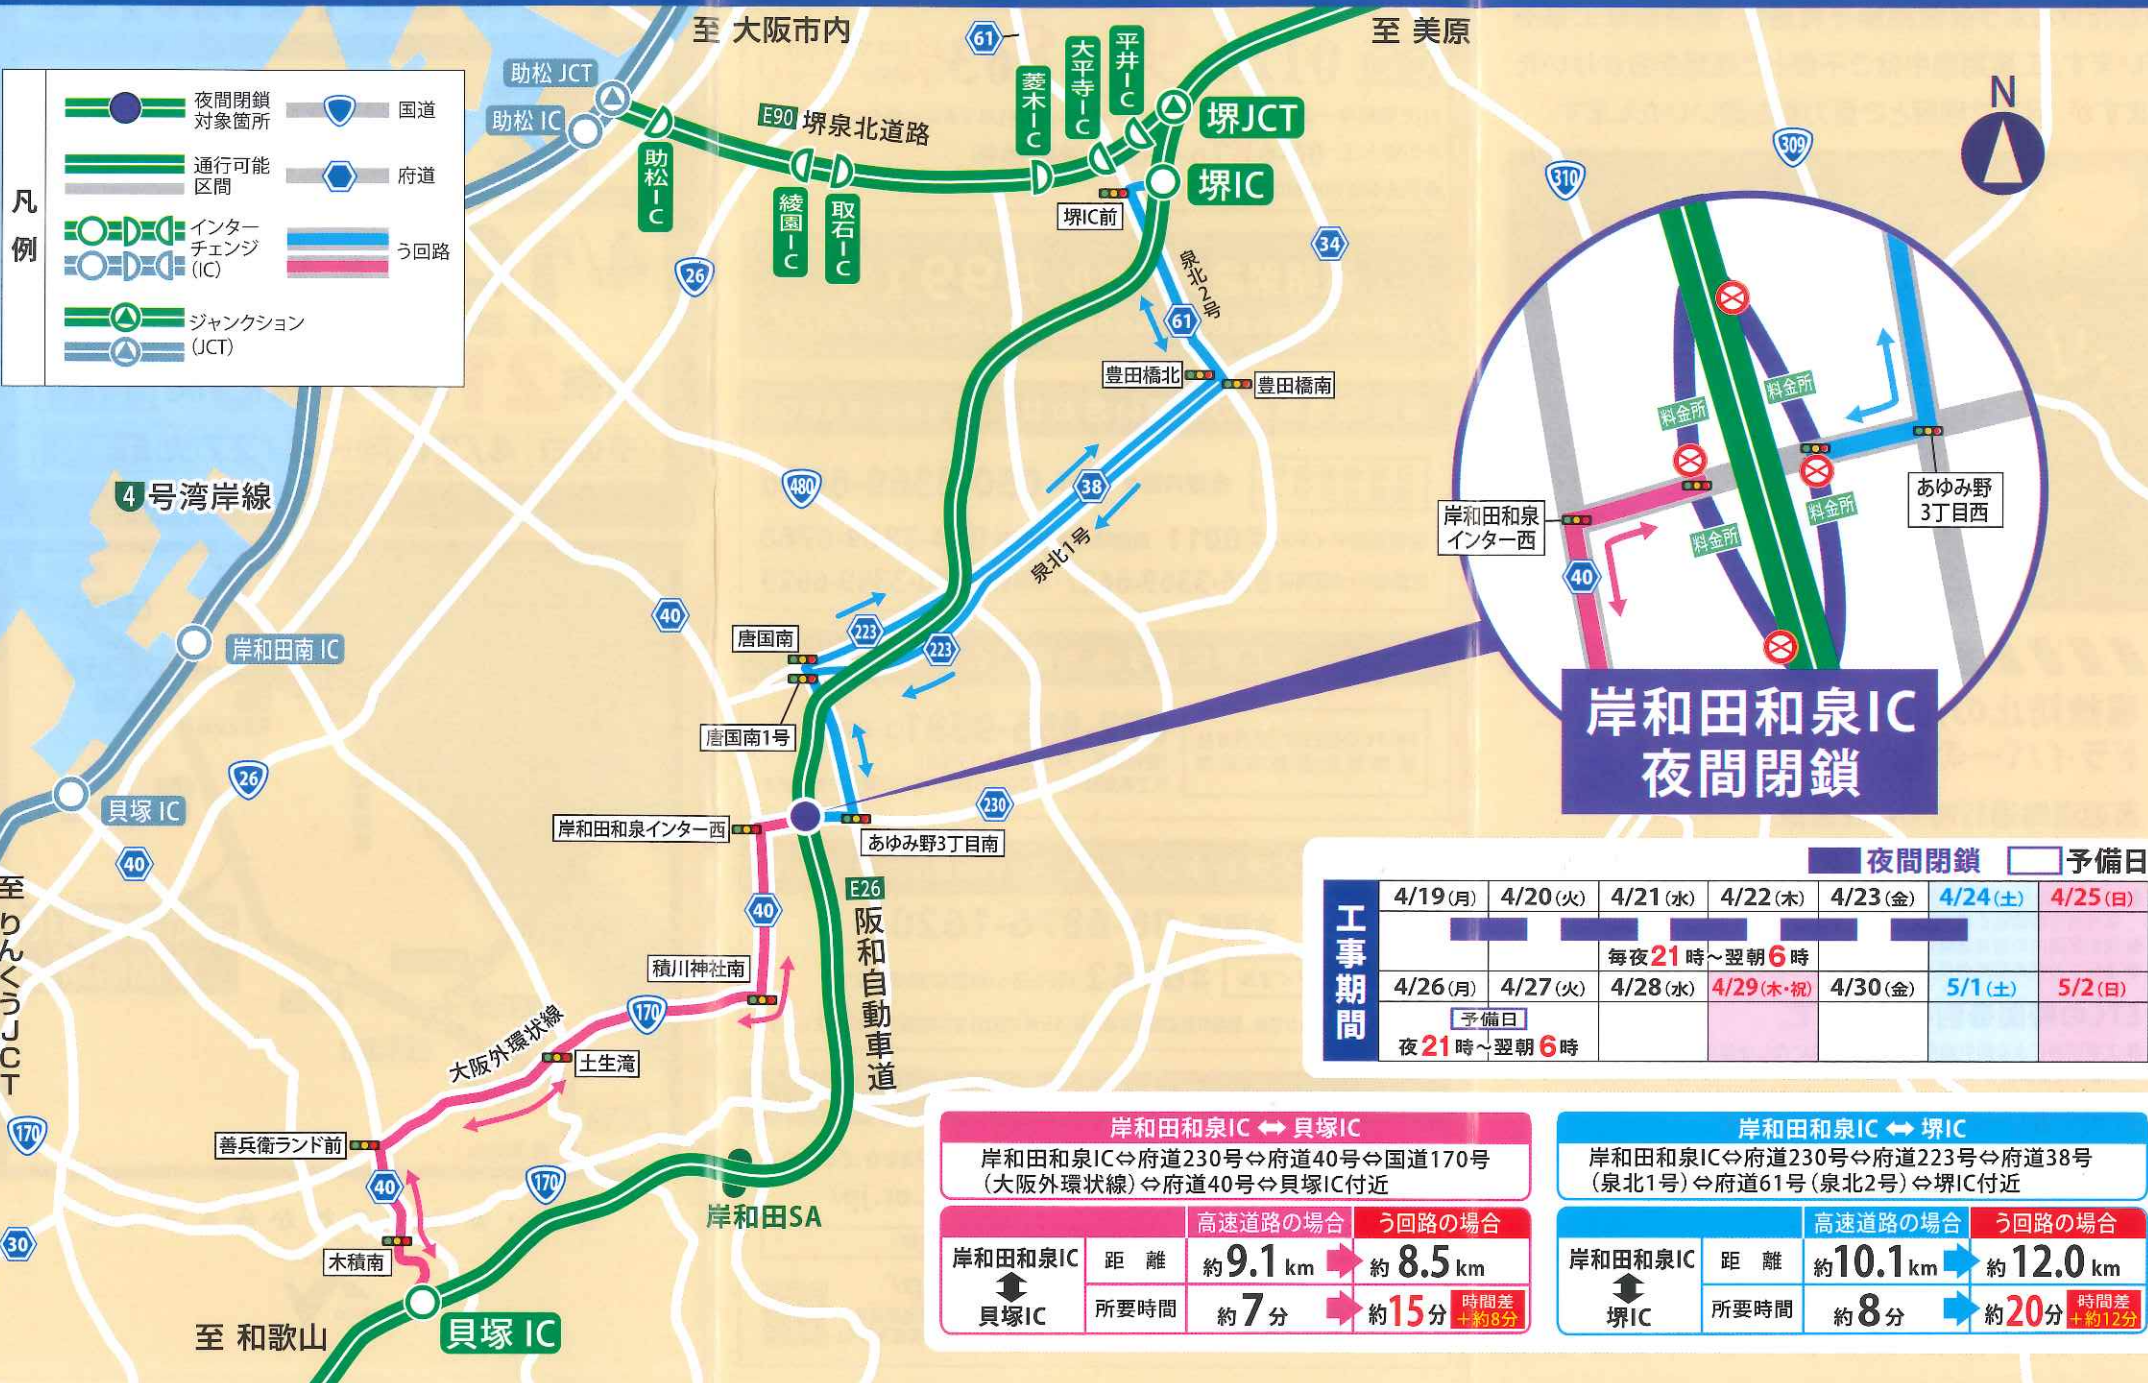 至 大阪市内
至 美原
凡例
夜間閉鎖
対象箇所
国道
通行可能
区間
府道
インター
チェンジ
(IC)
う回路
ジャンクション
(JCT)
助松 JCT
助松 IC
助松IC
E90 堺泉北道路
綾園IC
取石IC
菱木IC
大平寺IC
平井IC
堺JCT
堺IC
堺IC前
61
34
310
309
N
26
泉北2号
61
豊田橋北
豊田橋南
480
38
泉北1号
4 号湾岸線
40
岸和田南 IC
唐国南
223
223
唐国南1号
料金所
料金所
料金所
料金所
岸和田和泉
インター西
40
あゆみ野
3丁目西
岸和田和泉IC
夜間閉鎖
26
貝塚 IC
40
230
岸和田和泉インター西
あゆみ野3丁目南
至 りんくうJCT
40
E26
阪和自動車道
積川神社南
170
大阪外環状線
土生滝
170
善兵衛ランド前
40
170
30
木積南
岸和田SA
至 和歌山
貝塚 IC
夜間閉鎖 予備日
工事期間
4/19(月) 4/20(火) 4/21(水) 4/22(木) 4/23(金) 4/24(土) 4/25(日)
毎夜21時~翌朝6時
4/26(月) 4/27(火) 4/28(水) 4/29(木・祝) 4/30(金) 5/1(土) 5/2(日)
予備日
夜21時~翌朝6時
岸和田和泉IC ⇔ 貝塚IC
岸和田和泉IC⇔府道230号⇔府道40号⇔国道170号
(大阪外環状線)⇔府道40号⇔貝塚IC付近
高速道路の場合 う回路の場合
岸和田和泉IC
貝塚IC
距離 約9.1km 約8.5km
所要時間 約7分 約15分 時間差
+約8分
岸和田和泉IC ⇔ 堺IC
岸和田和泉IC⇔府道230号⇔府道223号⇔府道38号
(泉北1号)⇔府道61号(泉北2号)⇔堺IC付近
高速道路の場合 う回路の場合
岸和田和泉IC
堺IC
距離 約10.1km 約12.0km
所要時間 約8分 約20分 時間差
+約12分